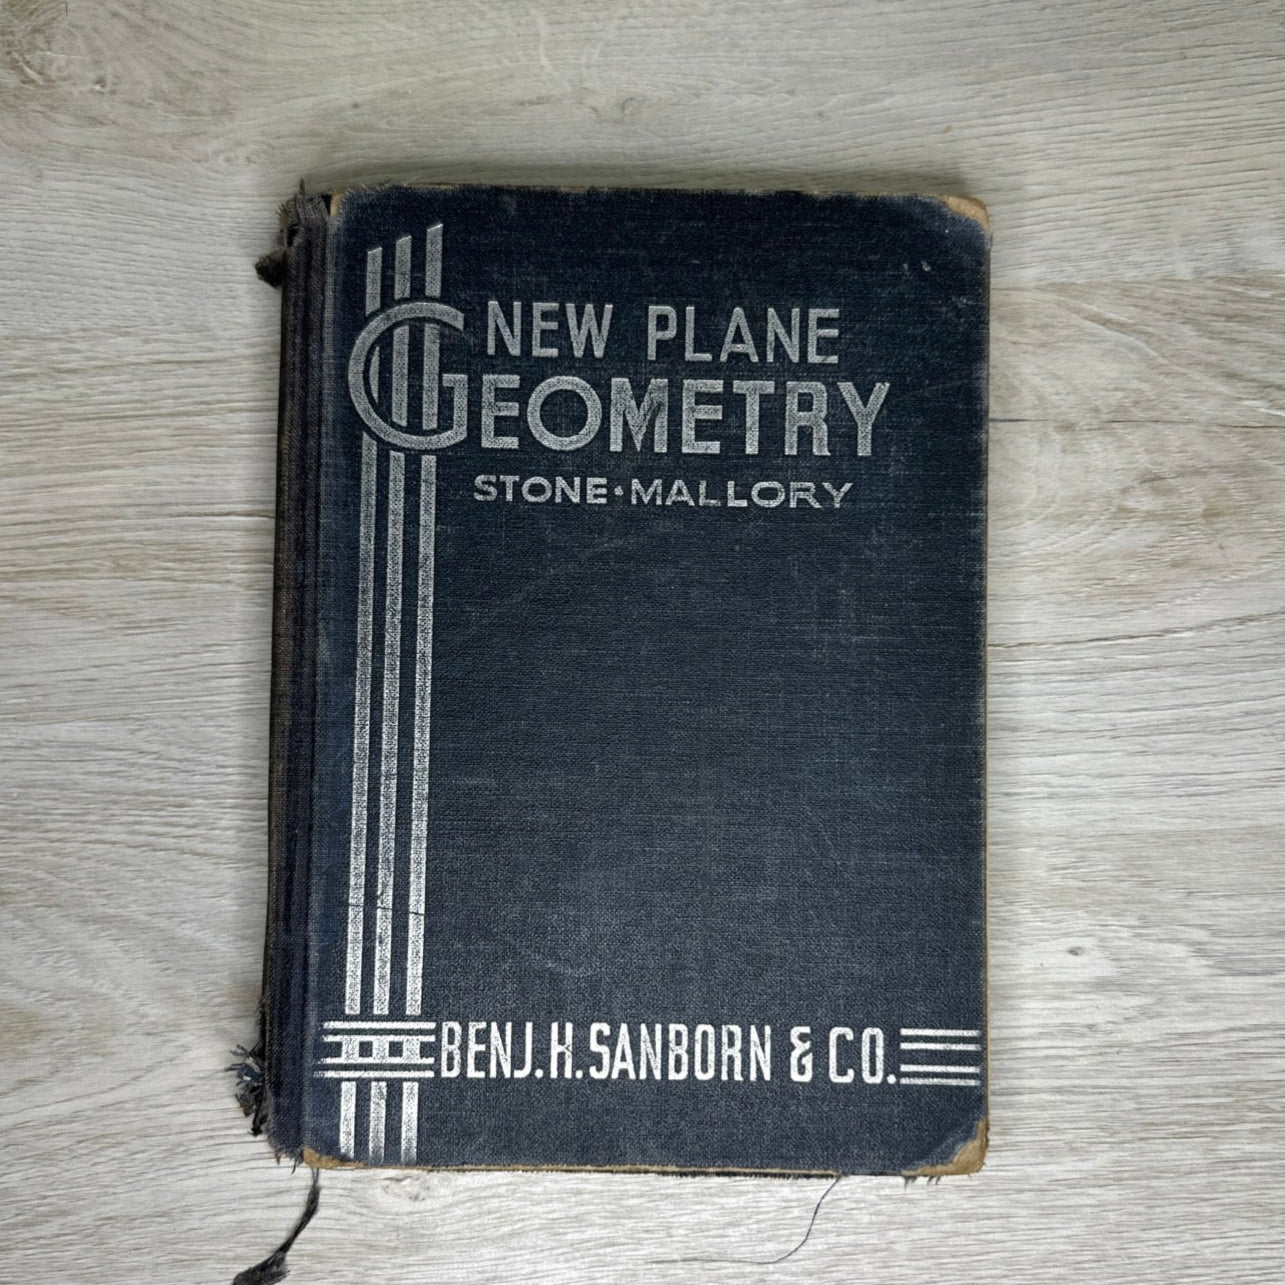 NEW PLANE
GEOMETRY
STONE·MALLORY
BENJ. H. SANBORN & CO.